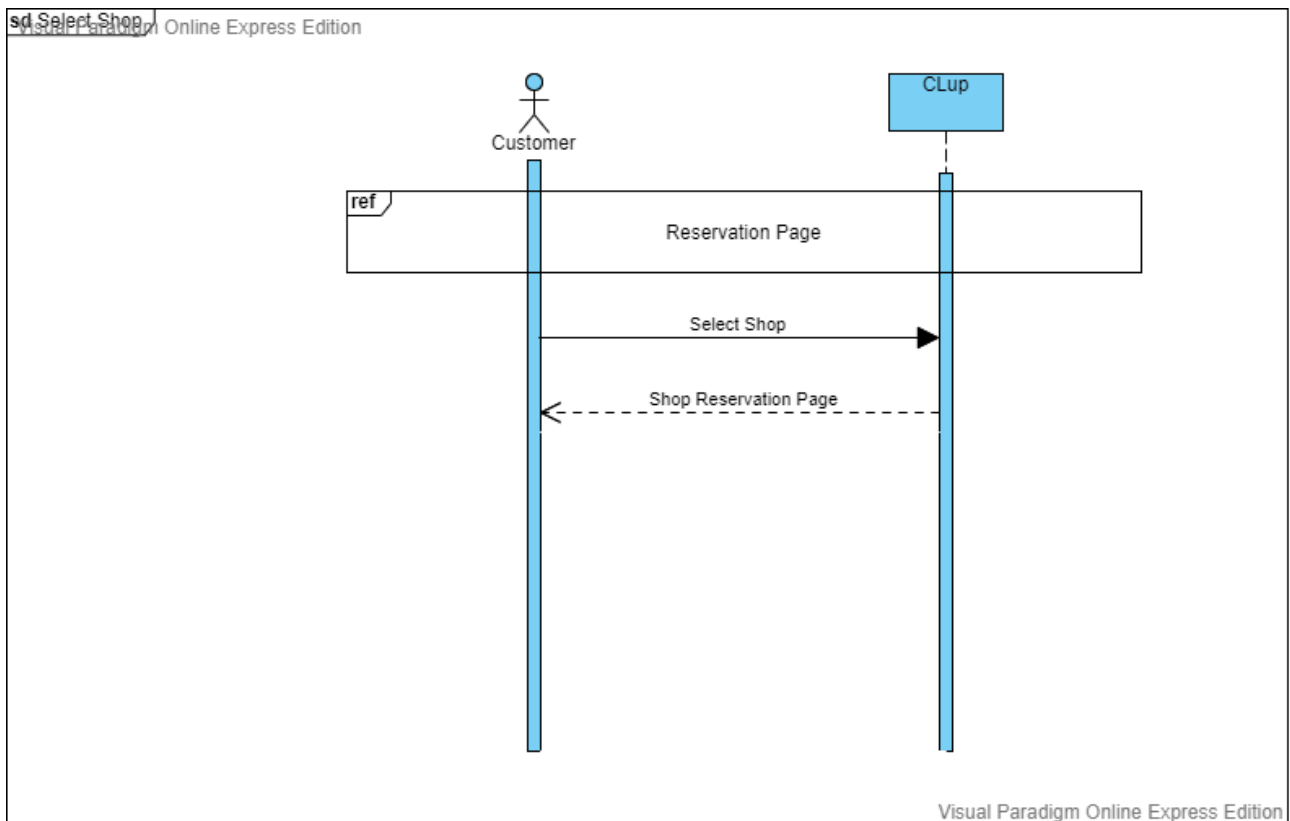 sd Select Shop
Visual Paradigm Online Express Edition
CLup
Customer
ref
Reservation Page
Select Shop
Shop Reservation Page
Visual Paradigm Online Express Edition